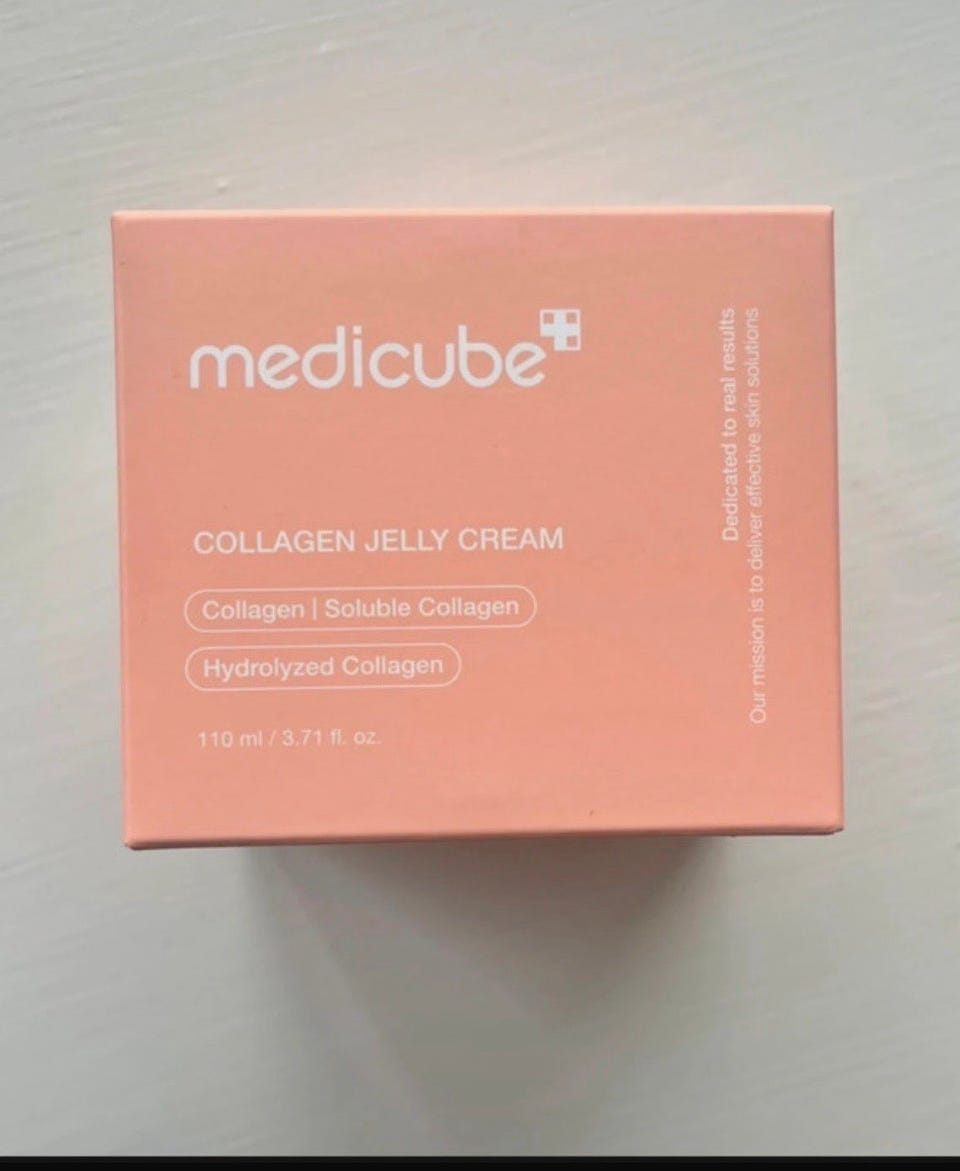 medicube
COLLAGEN JELLY CREAM
Collagen | Soluble Collagen
Hydrolyzed Collagen
110 ml / 3.71 fl. oz.
Dedicated to real results
Our mission is to deliver effective skin solutions